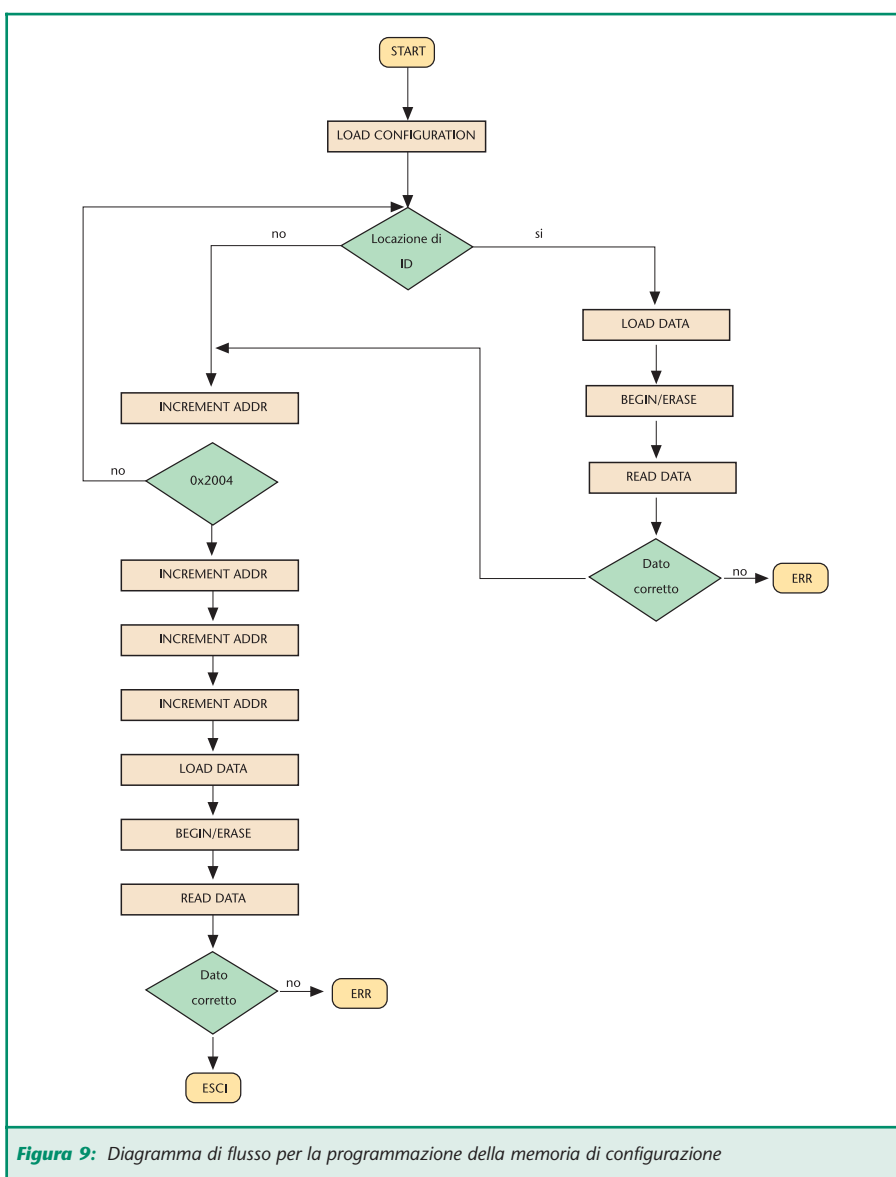 START
LOAD CONFIGURATION
no
Locazione di
ID
si
LOAD DATA
INCREMENT ADDR
BEGIN/ERASE
no
0x2004
READ DATA
INCREMENT ADDR
Dato
corretto
no
ERR
INCREMENT ADDR
INCREMENT ADDR
LOAD DATA
BEGIN/ERASE
READ DATA
Dato
corretto
no
ERR
ESCI
Figura 9: Diagramma di flusso per la programmazione della memoria di configurazione